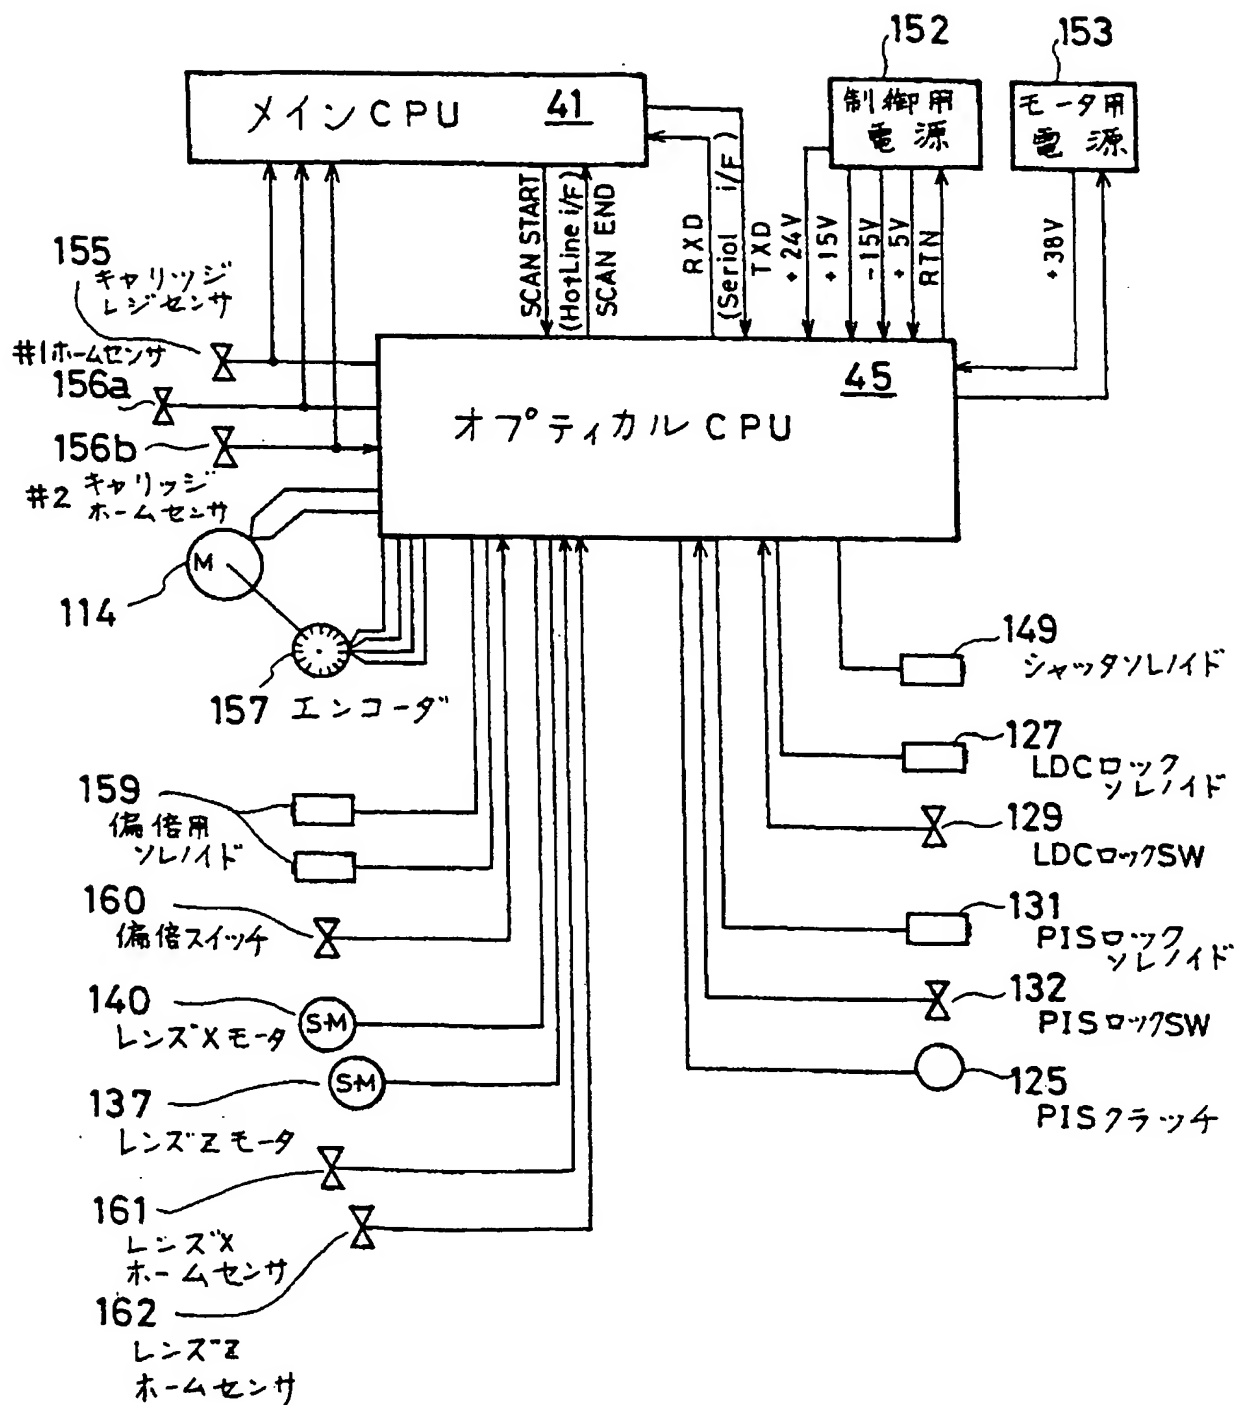 152
153
メインCPU 41
制御用
電源
モータ用
電源
SCAN START
(HotLine i/F)
SCAN END
RXD
(Serial i/F)
TXD
+24V
+15V
-15V
+5V
RTN
+38V
155
キャリッジ
レジセンサ
#1ホームセンサ
156a
156b
#2 キャリッジ
ホームセンサ
45
オプティカルCPU
M
114
157 エンコーダ
149
シャッタソレノイド
127
LDCロック
ソレノイド
129
LDCロックSW
131
PISロック
ソレノイド
132
PISロックSW
125
PISクラッチ
159
偏倍用
ソレノイド
160
偏倍スイッチ
140
レンズXモータ
S-M
137
レンズZモータ
S-M
161
レンズX
ホームセンサ
162
レンズZ
ホームセンサ